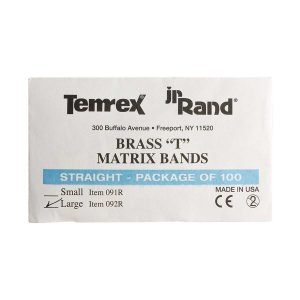 Temrex jnRand®
300 Buffalo Avenue • Freeport, NY 11520
BRASS “T”
MATRIX BANDS
STRAIGHT - PACKAGE OF 100
Small Item 091R
✓ Large Item 092R
MADE IN USA
CE 2